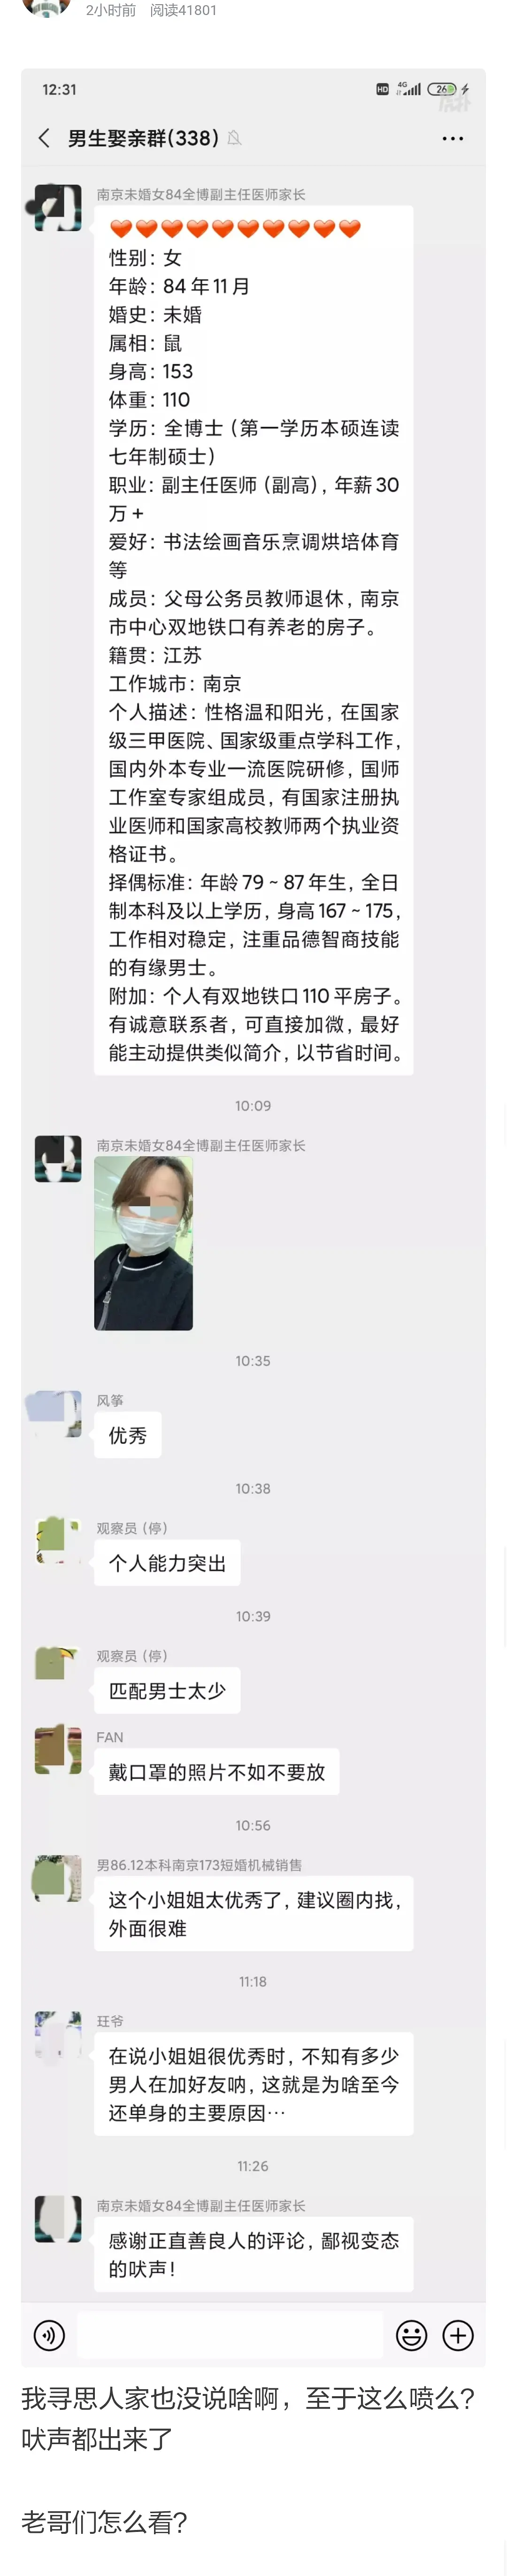 2小时前 阅读41801
12:31
HD 4G 26
虎扑
男生娶亲群(338)
南京未婚女84全博副主任医师家长
性别: 女
年龄: 84年11月
婚史: 未婚
属相: 鼠
身高: 153
体重: 110
学历: 全博士（第一学历本硕连读
七年制硕士）
职业: 副主任医师（副高），年薪30
万+
爱好: 书法绘画音乐烹调烘培体育
等
成员: 父母公务员教师退休，南京
市中心双地铁口有养老的房子。
籍贯: 江苏
工作城市: 南京
个人描述: 性格温和阳光，在国家
级三甲医院、国家级重点学科工作，
国内外本专业一流医院研修，国师
工作室专家组成员，有国家注册执
业医师和国家高校教师两个执业资
格证书。
择偶标准: 年龄79~87年生，全日
制本科及以上学历，身高167~175，
工作相对稳定，注重品德智商技能
的有缘男士。
附加: 个人有双地铁口110平房子。
有诚意联系者，可直接加微，最好
能主动提供类似简介，以节省时间。
10:09
南京未婚女84全博副主任医师家长
10:35
风筝
优秀
10:38
观察员（停）
个人能力突出
10:39
观察员（停）
匹配男士太少
FAN
戴口罩的照片不如不要放
10:56
男86.12本科南京173短婚机械销售
这个小姐姐太优秀了，建议圈内找，
外面很难
11:18
玨爷
在说小姐姐很优秀时，不知有多少
男人在加好友呐，这就是为啥至今
还单身的主要原因…
11:26
南京未婚女84全博副主任医师家长
感谢正直善良人的评论，鄙视变态
的吠声！
我寻思人家也没说啥啊，至于这么喷么？
吠声都出来了
老哥们怎么看？